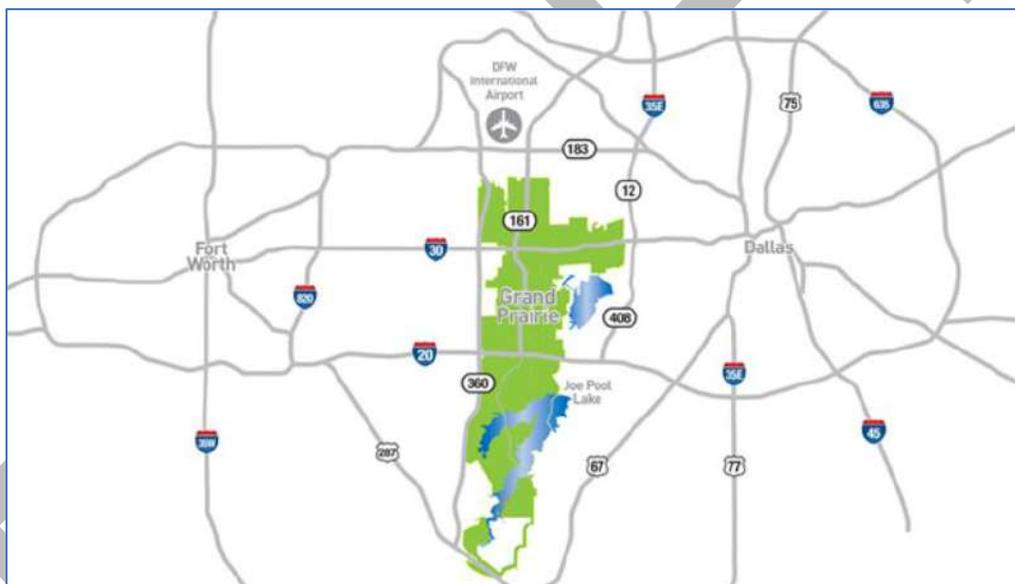 DFW
International
Airport
35E
75
635
183
12
161
Fort
Worth
30
Dallas
820
Grand
Prairie
408
20
360
35E
Joe Pool
Lake
35W
287
67
77
45